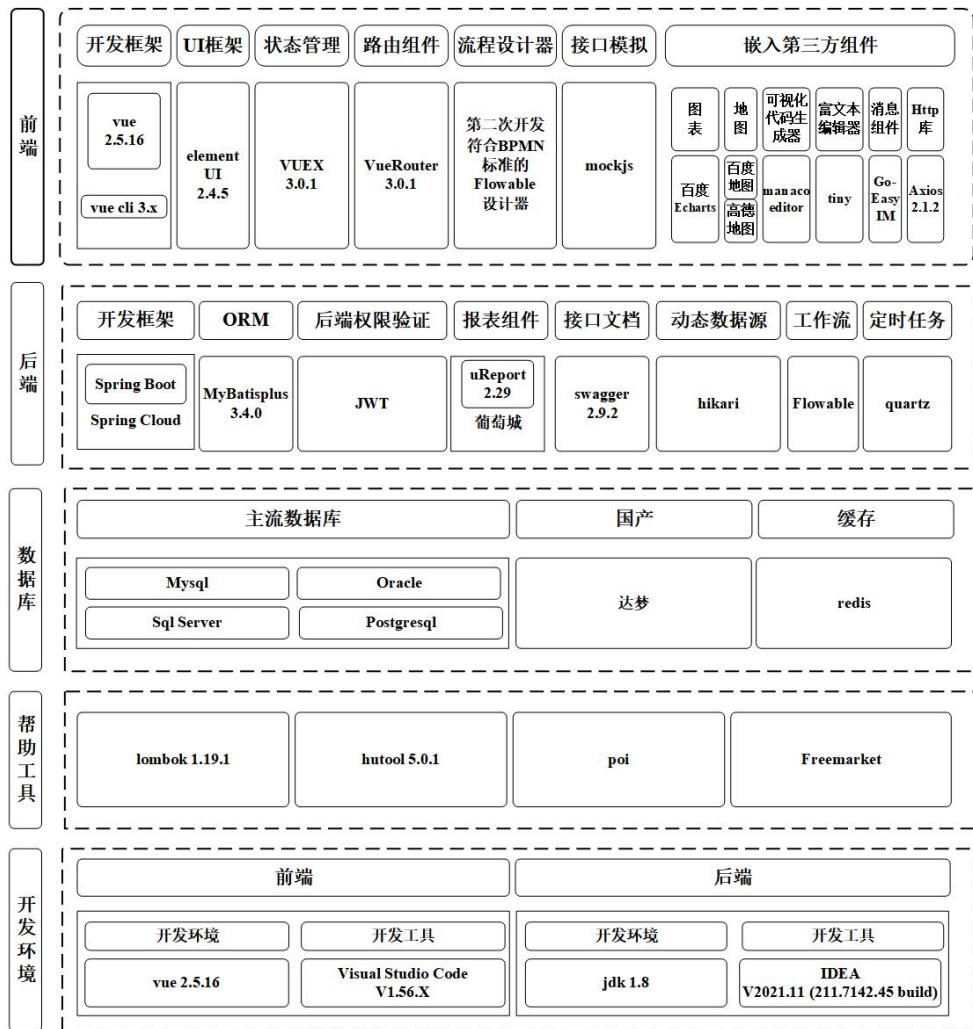 前端
开发框架
UI框架
状态管理
路由组件
流程设计器
接口模拟
嵌入第三方组件
vue
2.5.16
vue cli 3.x
element
UI
2.4.5
VUEX
3.0.1
VueRouter
3.0.1
第二次开发
符合BPMN
标准的
Flowable
设计器
mockjs
图
表
地
图
可视化
代码生
成器
富文本
编辑器
消息
组件
Http
库
百度
Echarts
百度
地图
高德
地图
manaco
editor
tiny
Go-
Easy
IM
Axios
2.1.2
后端
开发框架
ORM
后端权限验证
报表组件
接口文档
动态数据源
工作流
定时任务
Spring Boot
Spring Cloud
MyBatisplus
3.4.0
JWT
uReport
2.29
葡萄城
swagger
2.9.2
hikari
Flowable
quartz
数据库
主流数据库
国产
缓存
Mysql
Oracle
Sql Server
Postgresql
达梦
redis
帮助工具
lombok 1.19.1
hutool 5.0.1
poi
Freemarket
开发环境
前端
后端
开发环境
开发工具
开发环境
开发工具
vue 2.5.16
Visual Studio Code
V1.56.X
jdk 1.8
IDEA
V2021.11 (211.7142.45 build)